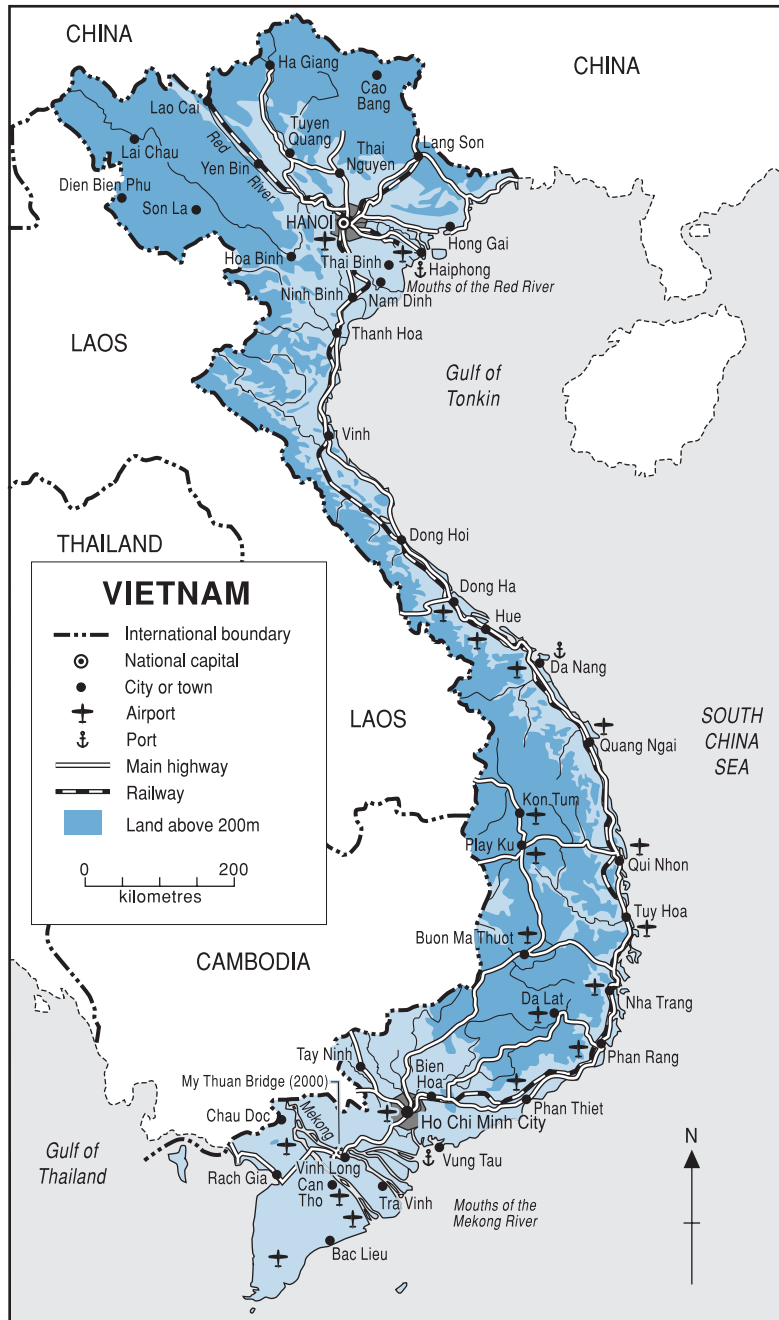 CHINA
CHINA
Ha Giang
Cao
Bang
Lao Cai
Tuyen
Quang
Thai
Nguyen
Lang Son
Red
River
Lai Chau
Yen Bin
Dien Bien Phu
Son La
HANOI
Hong Gai
Hoa Binh
Thai Binh
Haiphong
Mouths of the Red River
Ninh Binh
Nam Dinh
Thanh Hoa
LAOS
Gulf of
Tonkin
Vinh
THAILAND
Dong Hoi
Dong Ha
Hue
Da Nang
VIETNAM
International boundary
National capital
City or town
Airport
Port
Main highway
Railway
Land above 200m
0
200
kilometres
LAOS
SOUTH
CHINA
SEA
Quang Ngai
Kon Tum
Play Ku
Qui Nhon
Tuy Hoa
Buon Ma Thuot
CAMBODIA
Da Lat
Nha Trang
Tay Ninh
Phan Rang
Bien
Hoa
My Thuan Bridge (2000)
Phan Thiet
Chau Doc
Mekong
Ho Chi Minh City
Gulf of
Thailand
Vung Tau
Vinh Long
Rach Gia
Can
Tho
Tra Vinh
Mouths of the
Mekong River
Bac Lieu
N